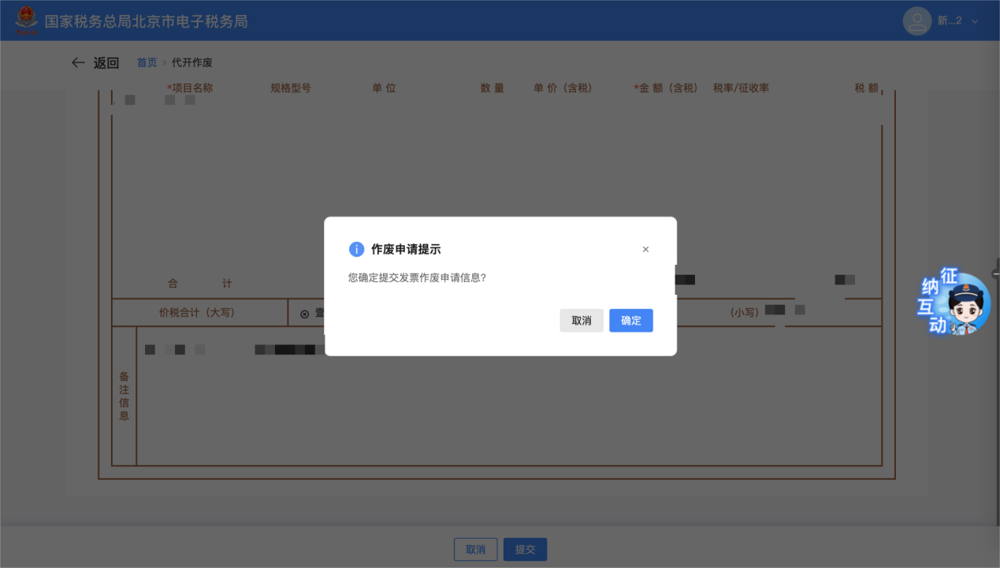 国家税务总局北京市电子税务局
新...2
返回 首页 > 代开作废
*项目名称 规格型号 单 位 数 量 单 价（含税） *金 额（含税） 税率/征收率 税 额
作废申请提示
您确定提交发票作废申请信息?
取消 确定
合 计
价税合计（大写） 壹 (小写)
备注信息
征纳互动
取消 提交